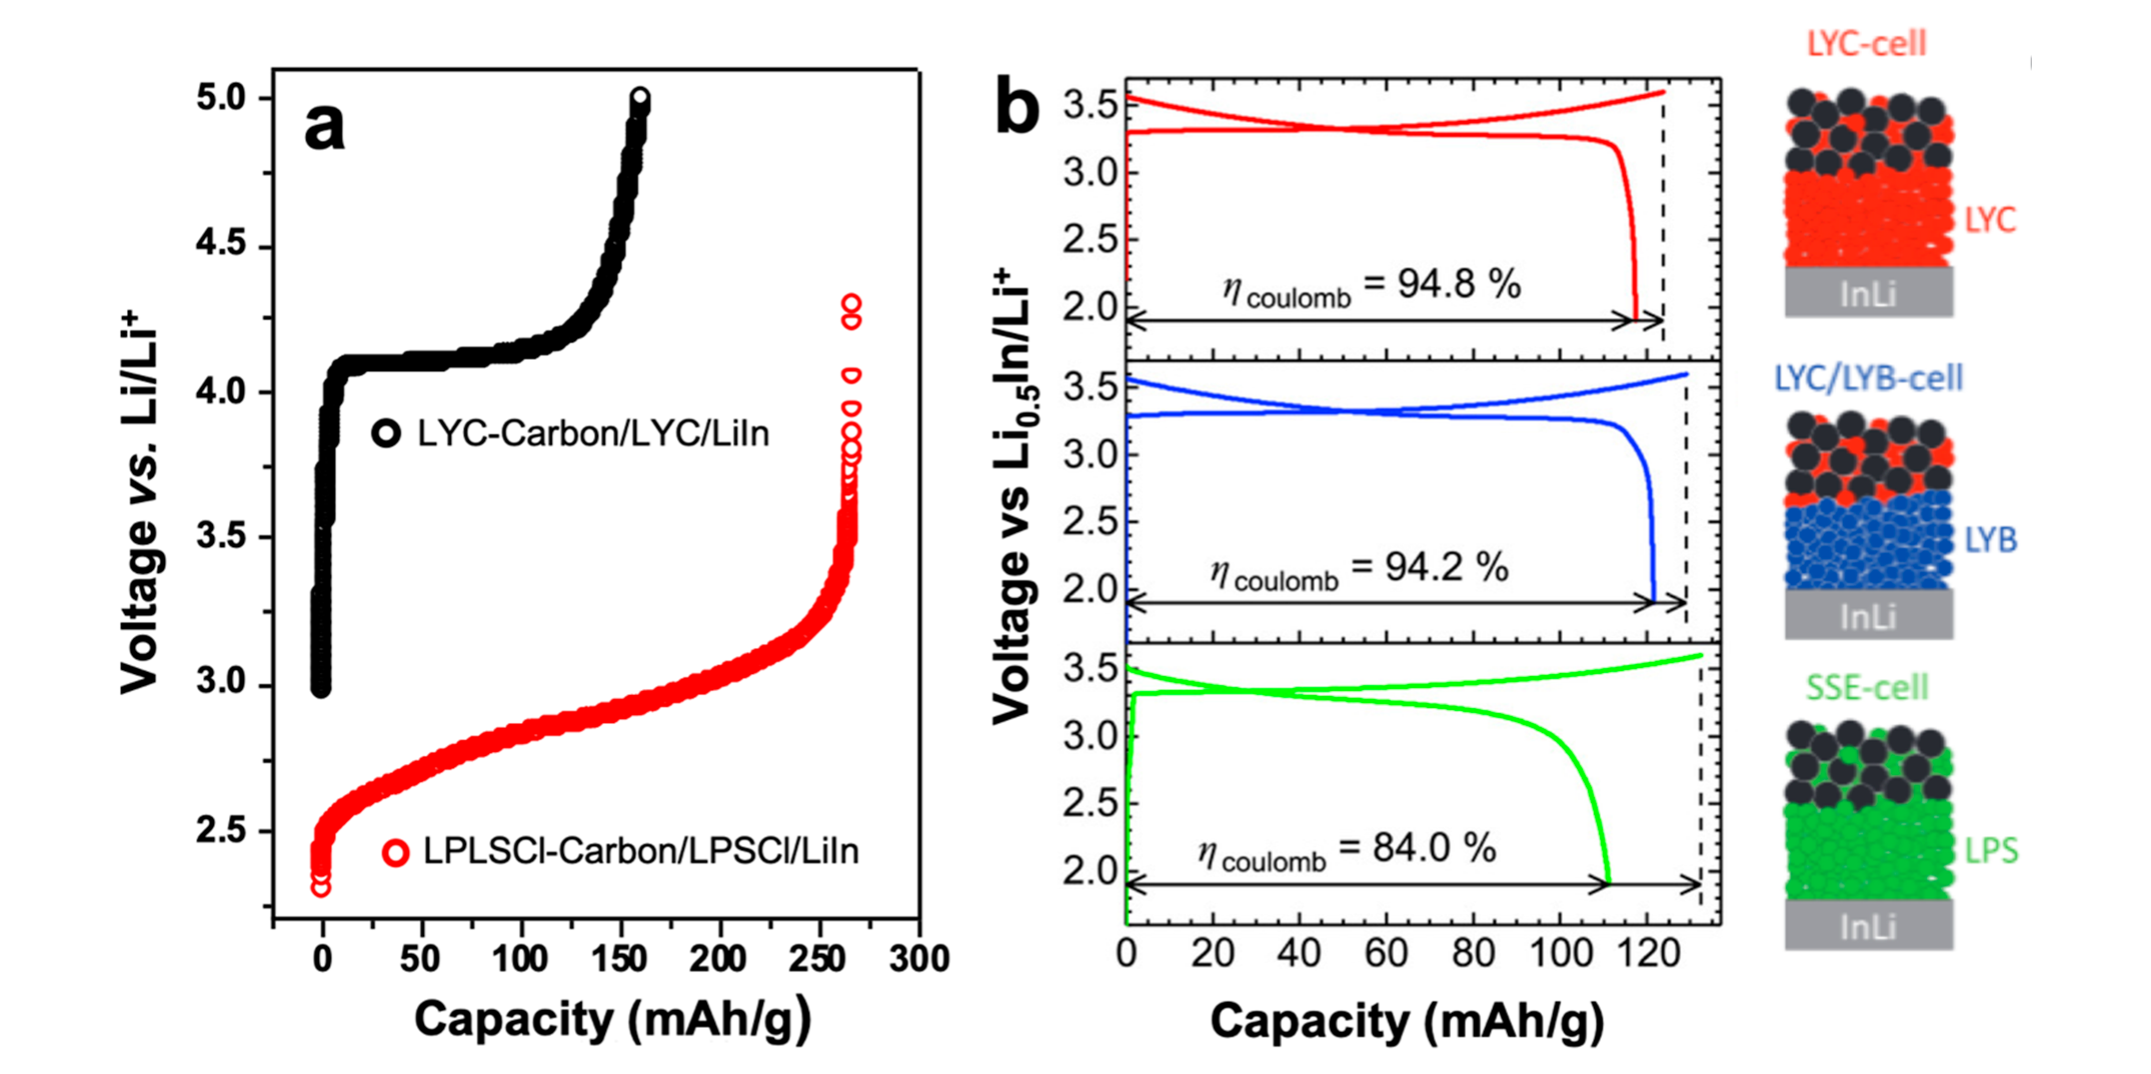 a
5.0
4.5
4.0
3.5
3.0
2.5
Voltage vs. Li/Li+
LYC-Carbon/LYC/LiIn
LPLSCl-Carbon/LPSCl/LiIn
0 50 100 150 200 250 300
Capacity (mAh/g)
b
Voltage vs Li0.5In/Li+
3.5
3.0
2.5
2.0
η coulomb = 94.8 %
3.5
3.0
2.5
2.0
η coulomb = 94.2 %
3.5
3.0
2.5
2.0
η coulomb = 84.0 %
0 20 40 60 80 100 120
Capacity (mAh/g)
LYC-cell
LYC
InLi
LYC/LYB-cell
LYB
InLi
SSE-cell
LPS
InLi